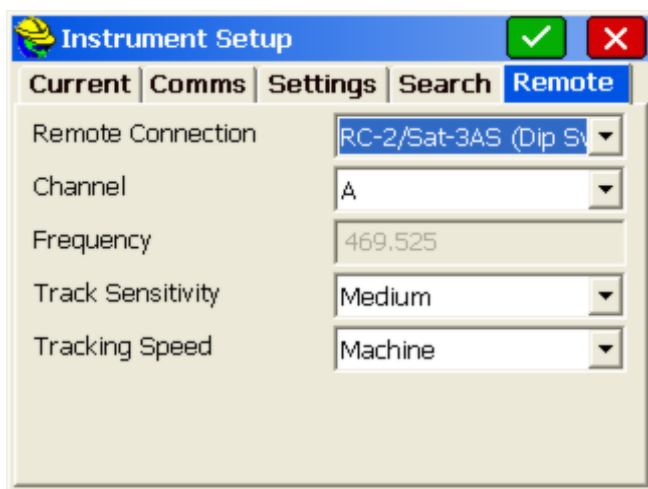 Instrument Setup
Current Comms Settings Search Remote
Remote Connection RC-2/Sat-3AS (Dip
Channel A
Frequency 469.525
Track Sensitivity Medium
Tracking Speed Machine